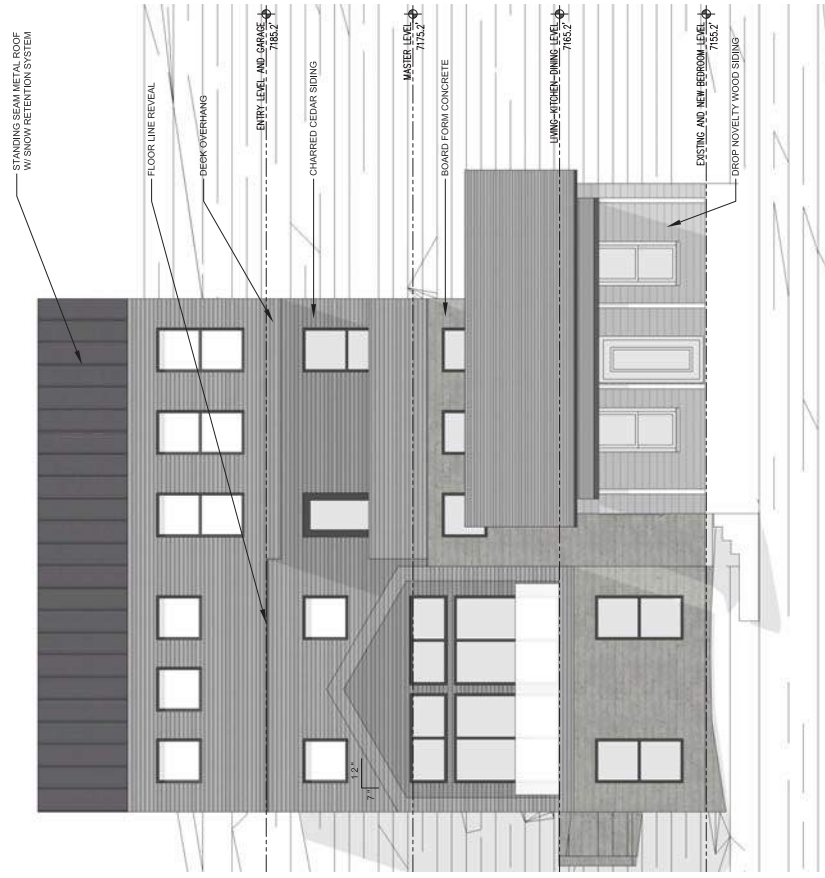 STANDING SEAM METAL ROOF
W/ SNOW RETENTION SYSTEM
FLOOR LINE REVEAL
DECK OVERHANG
ENTRY LEVEL AND GARAGE
7185.2'
CHARRED CEDAR SIDING
MASTER LEVEL
7175.2'
BOARD FORM CONCRETE
LIVING-KITCHEN-DINING LEVEL
7165.2'
EXISTING AND NEW BEDROOM LEVEL
7155.2'
DROP NOVELTY WOOD SIDING
12"
7"